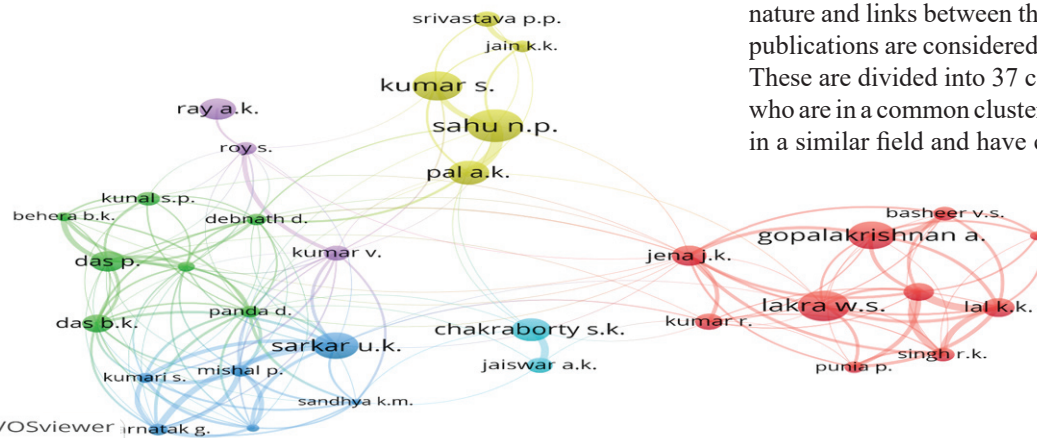 srivastava p.p.
jain k.k.
kumar s.
ray a.k.
sahu n.p.
roy s.
pal a.k.
kunal s.p.
behera b.k.
debnath d.
kumar v.
das p.
panda d.
das b.k.
sarkar u.k.
mishal p.
kumari s.
sandhya k.m.
VOSviewer
rnatak g.
chakraborty s.k.
jaiswar a.k.
basheer v.s.
gopalakrishnan a.
jena j.k.
lakra w.s.
lal k.k.
kumar r.
singh r.k.
punia p.
nature and links between th
publications are considered
These are divided into 37 c
who are in a common cluster
in a similar field and have